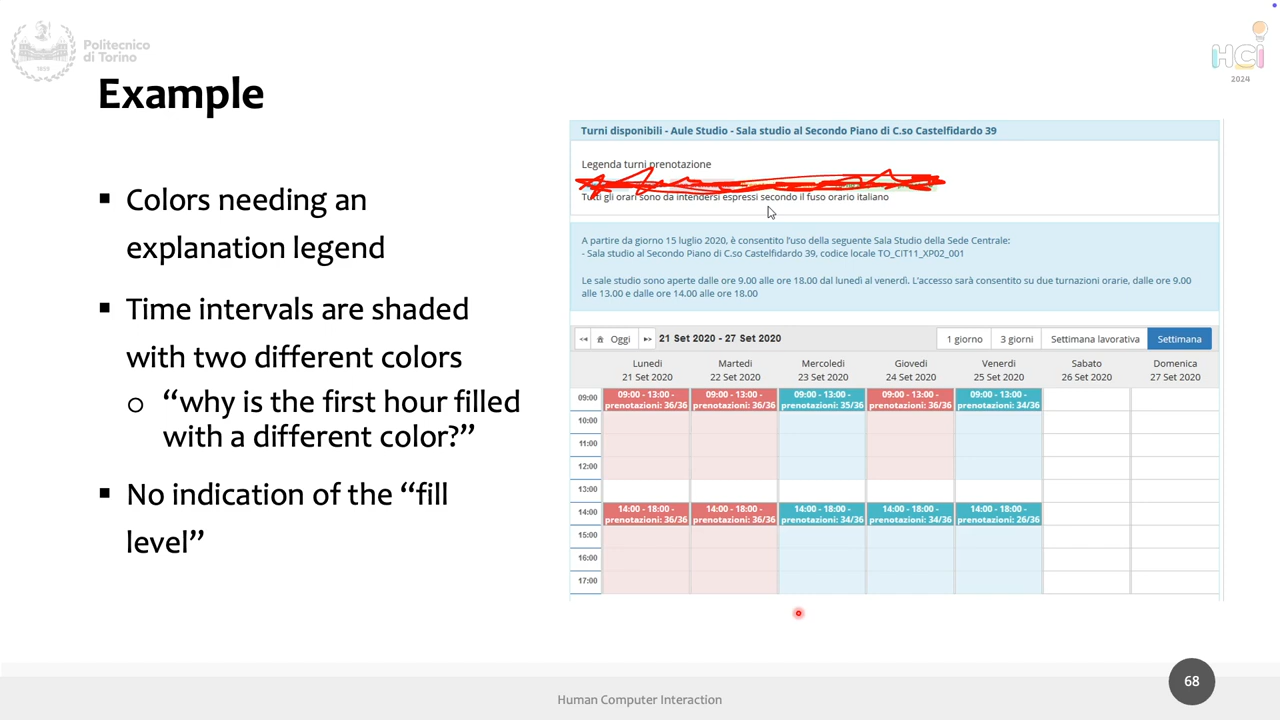 Politecnico
di Torino
1859
HCI
2024
Example
Colors needing an
explanation legend
Time intervals are shaded
with two different colors
“why is the first hour filled
with a different color?”
No indication of the “fill
level”
Turni disponibili - Aule Studio - Sala studio al Secondo Piano di C.so Castelfidardo 39
Legenda turni prenotazione
Tutti gli orari sono da intendersi espressi secondo il fuso orario italiano
A partire da giorno 15 luglio 2020, è consentito l'uso della seguente Sala Studio della Sede Centrale:
- Sala studio al Secondo Piano di C.so Castelfidardo 39, codice locale TO_CIT11_XP02_001
Le sale studio sono aperte dalle ore 9.00 alle ore 18.00 dal lunedì al venerdì. L'accesso sarà consentito su due turnazioni orarie, dalle ore 9.00
alle 13.00 e dalle ore 14.00 alle ore 18.00
Oggi 21 Set 2020 - 27 Set 2020 1 giorno 3 giorni Settimana lavorativa Settimana
Lunedi Martedi Mercoledi Giovedi Venerdi Sabato Domenica
21 Set 2020 22 Set 2020 23 Set 2020 24 Set 2020 25 Set 2020 26 Set 2020 27 Set 2020
09:00 09:00 - 13:00 - 09:00 - 13:00 - 09:00 - 13:00 - 09:00 - 13:00 - 09:00 - 13:00 -
prenotazioni: 36/36 prenotazioni: 36/36 prenotazioni: 35/36 prenotazioni: 36/36 prenotazioni: 34/36
10:00
11:00
12:00
13:00
14:00 14:00 - 18:00 - 14:00 - 18:00 - 14:00 - 18:00 - 14:00 - 18:00 - 14:00 - 18:00 -
prenotazioni: 36/36 prenotazioni: 36/36 prenotazioni: 34/36 prenotazioni: 34/36 prenotazioni: 26/36
15:00
16:00
17:00
Human Computer Interaction
68